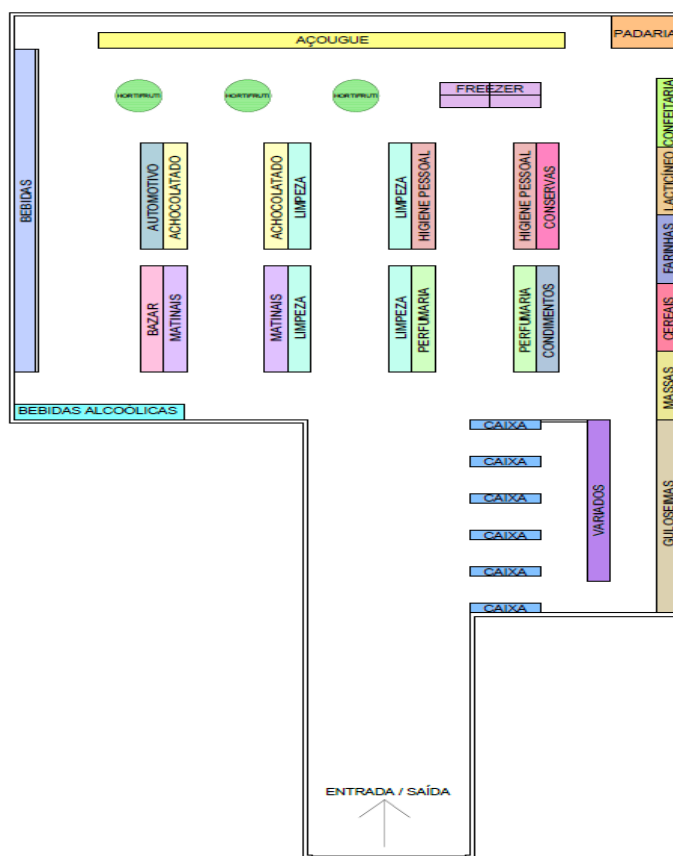 AÇOUGUE
PADARIA
HORTIFRUTI
HORTIFRUTI
HORTIFRUTI
FREEZER
BEBIDAS
AUTOMOTIVO
ACHOCOLATADO
ACHOCOLATADO
LIMPEZA
LIMPEZA
HIGIENE PESSOAL
HIGIENE PESSOAL
CONSERVAS
CONFEITARIA
LACTICÍNEO
FARINHAS
CEREAIS
MASSAS
GULOSEIMAS
BAZAR
MATINAIS
MATINAIS
LIMPEZA
LIMPEZA
PERFUMARIA
PERFUMARIA
CONDIMENTOS
BEBIDAS ALCOÓLICAS
CAIXA
CAIXA
CAIXA
CAIXA
CAIXA
CAIXA
VARIADOS
ENTRADA / SAÍDA